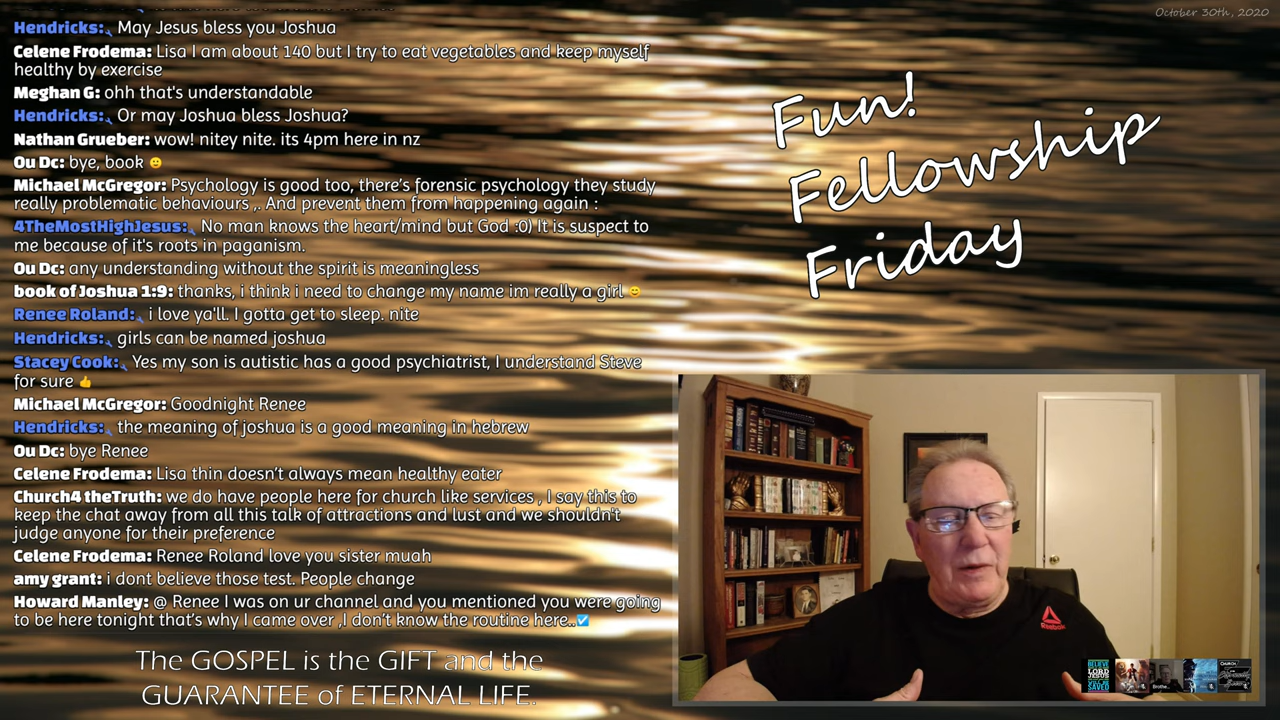 October 30th, 2020
Hendricks: May Jesus bless you Joshua
Celene Frodema: Lisa I am about 140 but I try to eat vegetables and keep myself
healthy by exercise
Meghan G: ohh that's understandable
Hendricks: Or may Joshua bless Joshua?
Nathan Grueber: wow! nitey nite. its 4pm here in nz
Ou Dc: bye, book 🙂
Michael McGregor: Psychology is good too, there's forensic psychology they study
really problematic behaviours ,. And prevent them from happening again :
4TheMostHighJesus: No man knows the heart/mind but God :0) It is suspect to
me because of it's roots in paganism.
Ou Dc: any understanding without the spirit is meaningless
book of Joshua 1:9: thanks, i think i need to change my name im really a girl 😊
Renee Roland: i love ya'll. I gotta get to sleep. nite
Hendricks: girls can be named joshua
Stacey Cook: Yes my son is autistic has a good psychiatrist, I understand Steve
for sure 👍
Michael McGregor: Goodnight Renee
Hendricks: the meaning of joshua is a good meaning in hebrew
Ou Dc: bye Renee
Celene Frodema: Lisa thin doesn't always mean healthy eater
Church4 theTruth: we do have people here for church like services , I say this to
keep the chat away from all this talk of attractions and lust and we shouldn't
judge anyone for their preference
Celene Frodema: Renee Roland love you sister muah
amy grant: i dont believe those test. People change
Howard Manley: @ Renee I was on ur channel and you mentioned you were going
to be here tonight that's why I came over ,I don't know the routine here..☑
The GOSPEL is the GIFT and the
GUARANTEE of ETERNAL LIFE.
Fun!
Fellowship
Friday
Reebok
BELIEVE
LORD
JESUS
SAVED
Brothe...
CHURCH